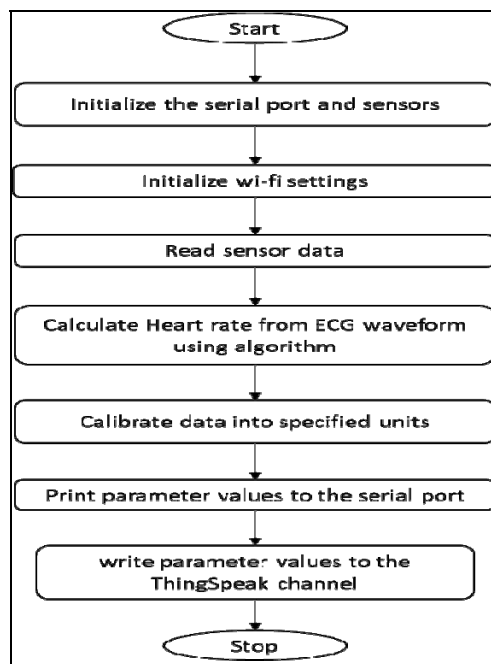 Start
Initialize the serial port and sensors
Initialize wi-fi settings
Read sensor data
Calculate Heart rate from ECG waveform
using algorithm
Calibrate data into specified units
Print parameter values to the serial port
write parameter values to the
ThingSpeak channel
Stop